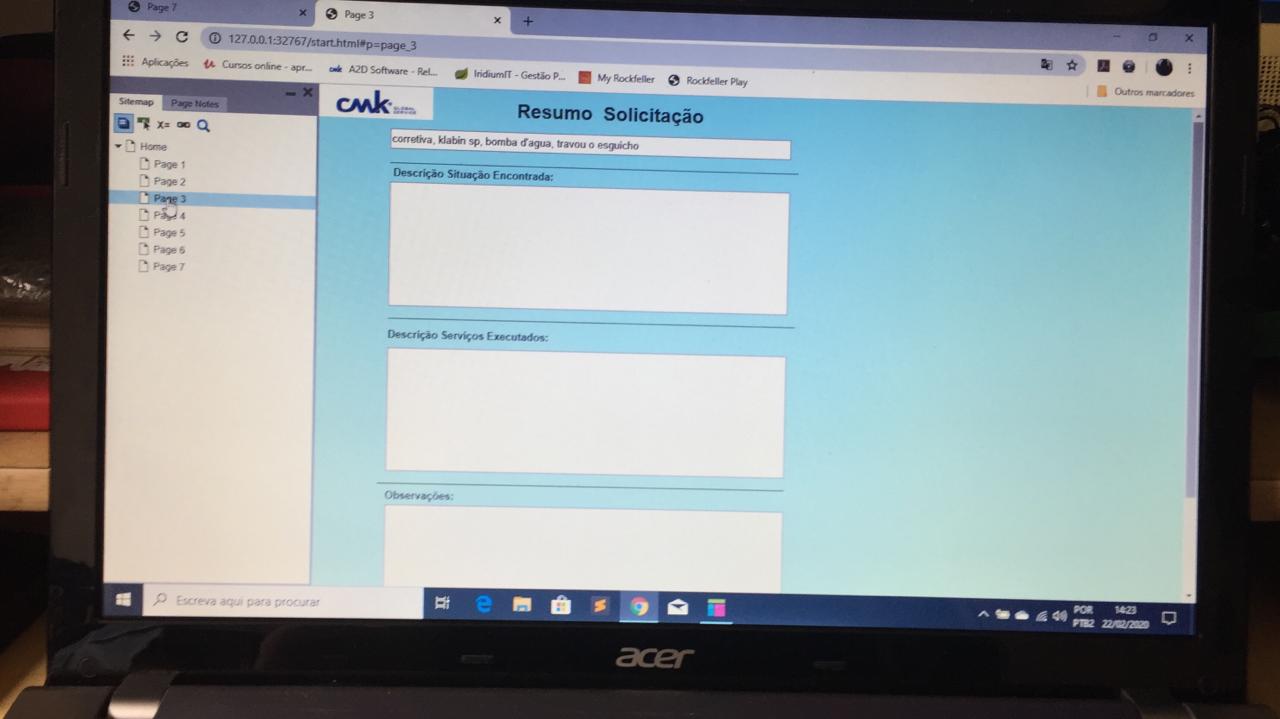 Page 7
Page 3
127.0.0.1:32767/start.html#p=page_3
Aplicações
Cursos online - apr...
cmk A2D Software - Rel...
IridiumIT - Gestão P...
My Rockfeller
Rockfeller Play
Outros marcadores
Sitemap
Page Notes
X=
Home
Page 1
Page 2
Page 3
Page 4
Page 5
Page 6
Page 7
cmk GLOBAL SERVICE
Resumo Solicitação
corretiva, klabin sp, bomba d'agua, travou o esguicho
Descrição Situação Encontrada:
Descrição Serviços Executados:
Observações:
Escreva aqui para procurar
POR
PTB2
14:23
22/02/2020
acer